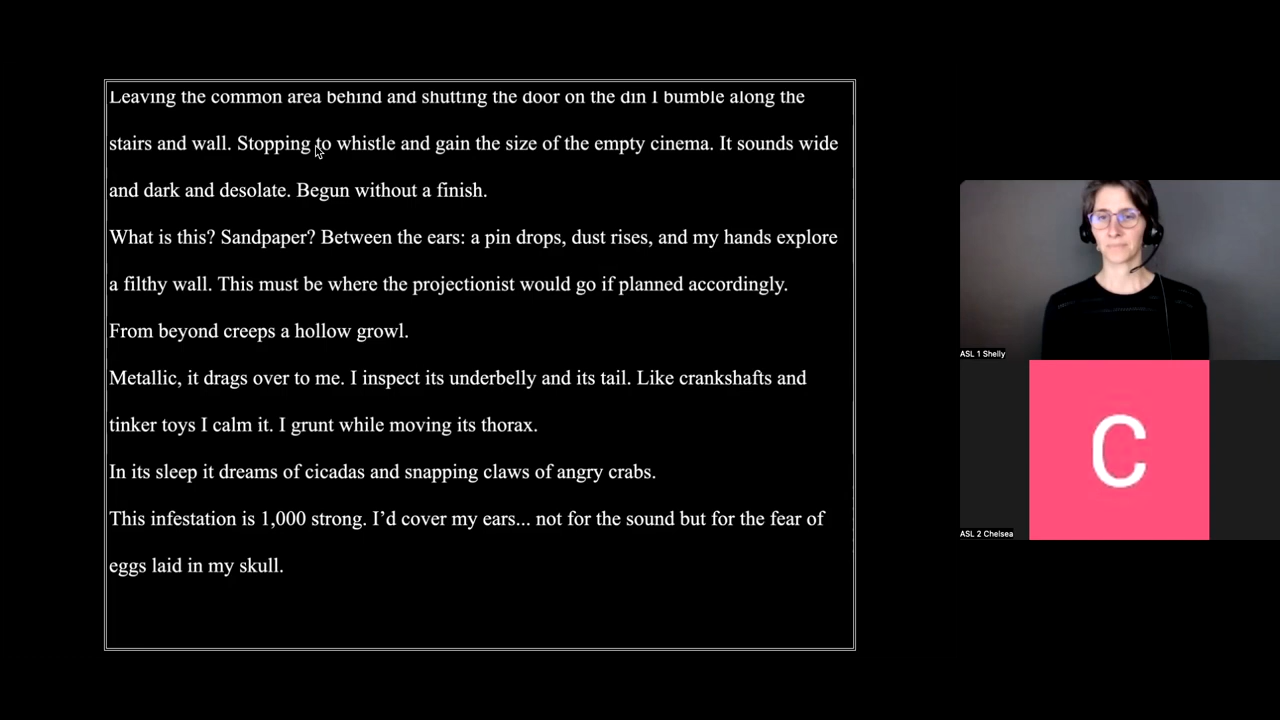 Leaving the common area behind and shutting the door on the din I bumble along the
stairs and wall. Stopping to whistle and gain the size of the empty cinema. It sounds wide
and dark and desolate. Begun without a finish.
What is this? Sandpaper? Between the ears: a pin drops, dust rises, and my hands explore
a filthy wall. This must be where the projectionist would go if planned accordingly.
From beyond creeps a hollow growl.
Metallic, it drags over to me. I inspect its underbelly and its tail. Like crankshafts and
tinker toys I calm it. I grunt while moving its thorax.
In its sleep it dreams of cicadas and snapping claws of angry crabs.
This infestation is 1,000 strong. I’d cover my ears... not for the sound but for the fear of
eggs laid in my skull.
ASL 1 Shelly
C
ASL 2 Chelsea